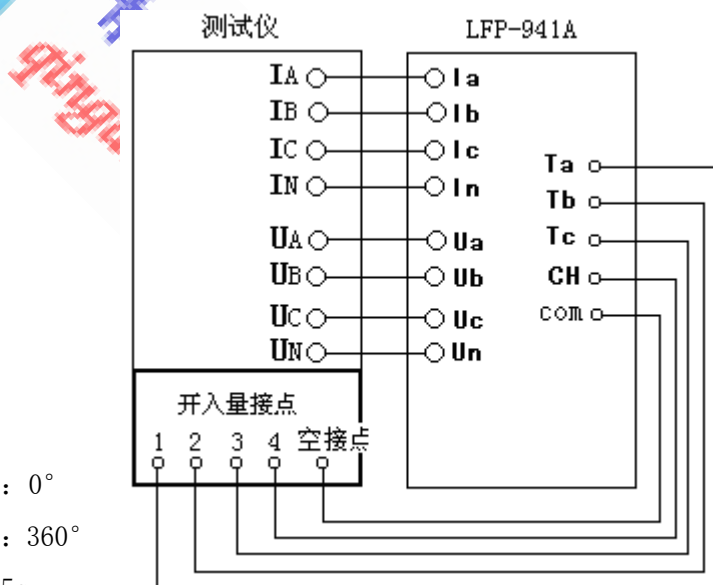 测试仪 LFP-941A
IA Ia
IB Ib
IC Ic
IN In
UA Ua
UB Ub
UC Uc
UN Un
Ta
Tb
Tc
CH
com
开入量接点
1 2 3 4 空接点
：0°
：360°